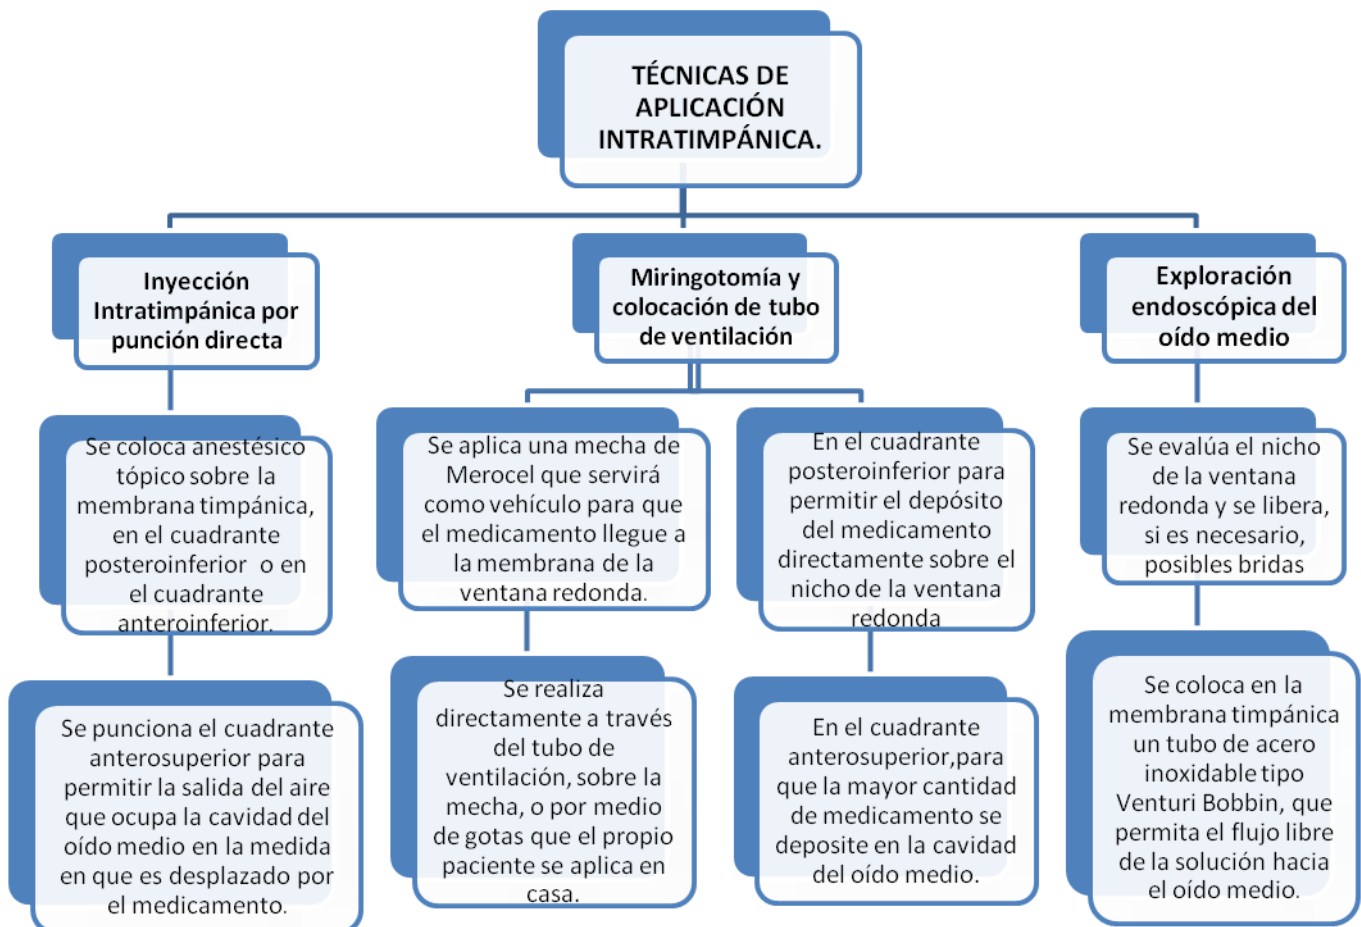 TÉCNICAS DE
APLICACIÓN
INTRATIMPÁNICA.
Inyección
Intratimpánica por
punción directa
Se coloca anestésico
tópico sobre la
membrana timpánica,
en el cuadrante
posteroinferior o en
el cuadrante
anteroinferior.
Se punciona el cuadrante
anterosuperior para
permitir la salida del aire
que ocupa la cavidad del
oído medio en la medida
en que es desplazado por
el medicamento.
Miringotomía y
colocación de tubo
de ventilación
Se aplica una mecha de
Merocel que servirá
como vehículo para que
el medicamento llegue a
la membrana de la
ventana redonda.
Se realiza
directamente a través
del tubo de
ventilación, sobre la
mecha, o por medio
de gotas que el propio
paciente se aplica en
casa.
En el cuadrante
posteroinferior para
permitir el depósito
del medicamento
directamente sobre el
nicho de la ventana
redonda
En el cuadrante
anterosuperior,para
que la mayor cantidad
de medicamento se
deposite en la cavidad
del oído medio.
Exploración
endoscópica del
oído medio
Se evalúa el nicho
de la ventana
redonda y se libera,
si es necesario,
posibles bridas
Se coloca en la
membrana timpánica
un tubo de acero
inoxidable tipo
Venturi Bobbin, que
permita el flujo libre
de la solución hacia
el oído medio.